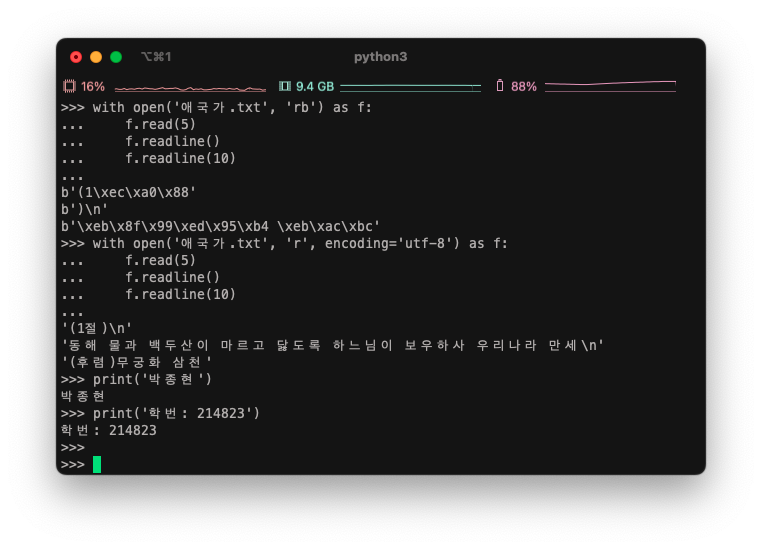 ⌥⌘1 python3
16% 9.4 GB 88%
>>> with open('애국가.txt', 'rb') as f:
...     f.read(5)
...     f.readline()
...     f.readline(10)
...
b'(1\xec\xa0\x88'
b')\n'
b'\xeb\x8f\x99\xed\x95\xb4 \xeb\xac\xbc'
>>> with open('애국가.txt', 'r', encoding='utf-8') as f:
...     f.read(5)
...     f.readline()
...     f.readline(10)
...
'(1절)\n'
'동해 물과 백두산이 마르고 닳도록 하느님이 보우하사 우리나라 만세\n'
'(후렴)무궁화 삼천'
>>> print('박종현')
박종현
>>> print('학번: 214823')
학번: 214823
>>>
>>>